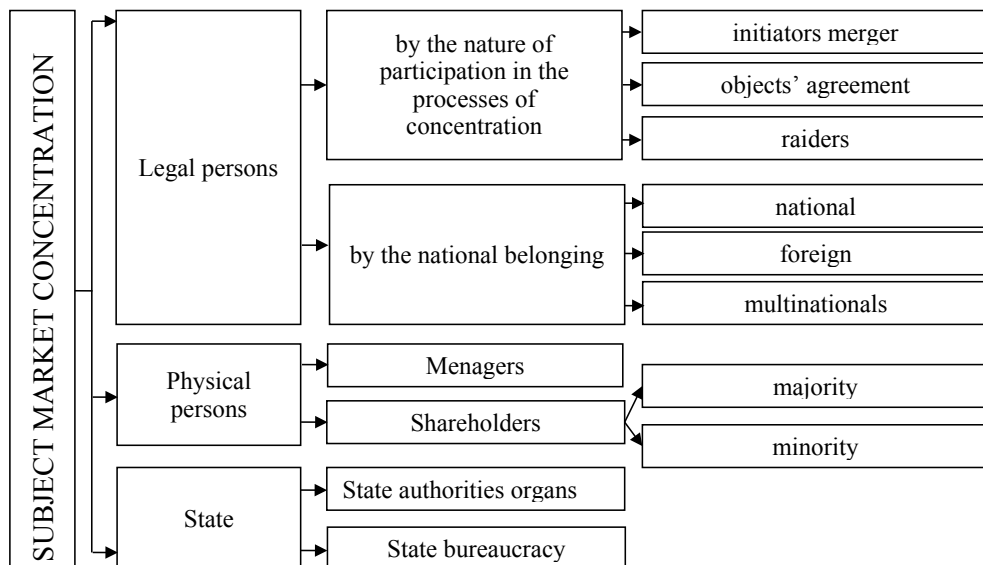 SUBJECT MARKET CONCENTRATION
Legal persons
by the nature of
participation in the
processes of
concentration
initiators merger
objects’ agreement
raiders
by the national belonging
national
foreign
multinationals
Physical
persons
Menagers
Shareholders
majority
minority
State
State authorities organs
State bureaucracy